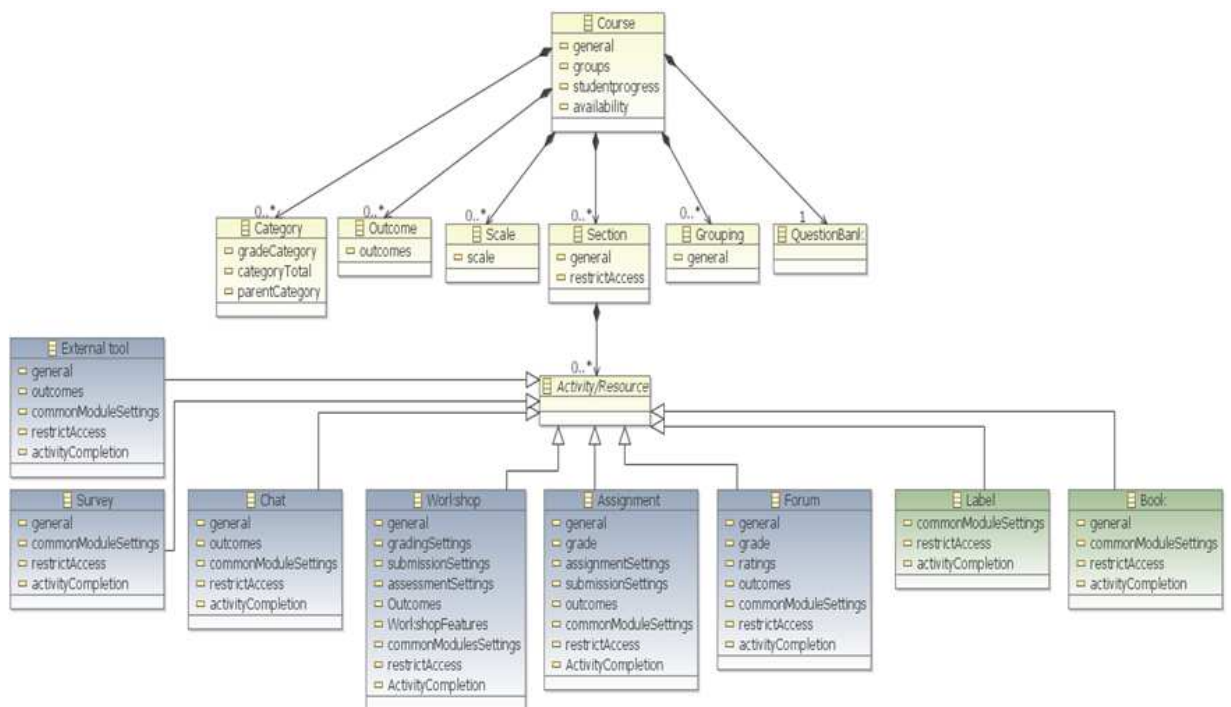 Course
general
groups
studentprogress
availability
0..*
0..*
0..*
0..*
0..*
1
Category
gradeCategory
categoryTotal
parentCategory
Outcome
outcomes
Scale
scale
Section
general
restrictAccess
Grouping
general
QuestionBank
0..*
Activity/Resource
External tool
general
outcomes
commonModuleSettings
restrictAccess
activityCompletion
Survey
general
commonModuleSettings
restrictAccess
activityCompletion
Chat
general
outcomes
commonModuleSettings
restrictAccess
activityCompletion
Workshop
general
gradingSettings
submissionSettings
assessmentSettings
Outcomes
WorkshopFeatures
commonModulesSettings
restrictAccess
ActivityCompletion
Assignment
general
grade
assignmentSettings
submissionSettings
outcomes
commonModuleSettings
restrictAccess
ActivityCompletion
Forum
general
grade
ratings
outcomes
commonModuleSettings
restrictAccess
activityCompletion
Label
commonModuleSettings
restrictAccess
activityCompletion
Book
general
commonModuleSettings
restrictAccess
activityCompletion